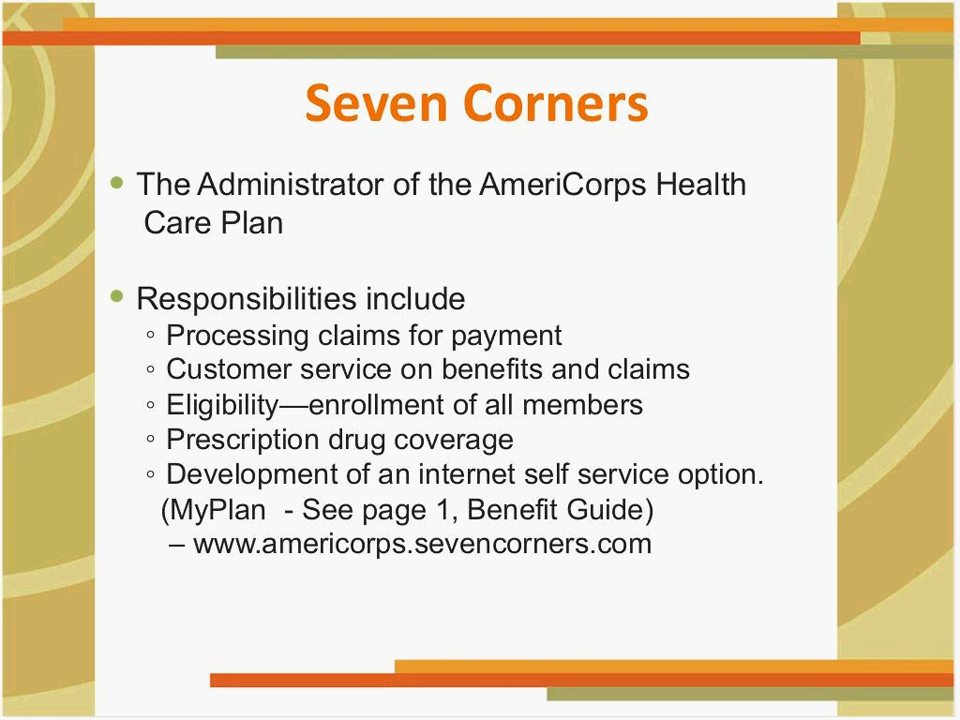 Seven Corners
• The Administrator of the AmeriCorps Health
Care Plan
• Responsibilities include
◦ Processing claims for payment
◦ Customer service on benefits and claims
◦ Eligibility—enrollment of all members
◦ Prescription drug coverage
◦ Development of an internet self service option.
(MyPlan - See page 1, Benefit Guide)
– www.americorps.sevencorners.com